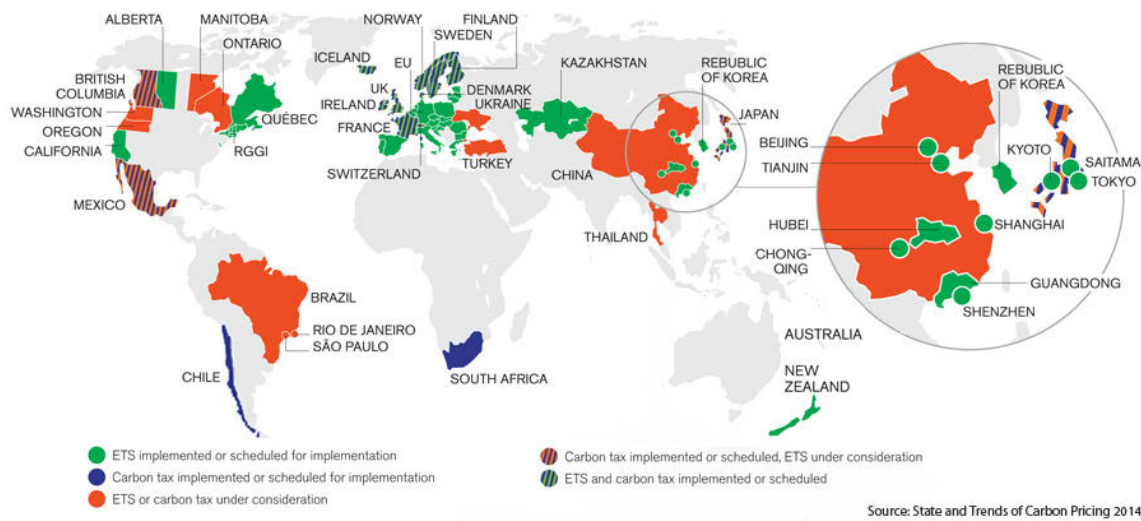 ALBERTA
MANITOBA
ONTARIO
BRITISH
COLUMBIA
WASHINGTON
OREGON
CALIFORNIA
QUÉBEC
RGGI
MEXICO
NORWAY
FINLAND
SWEDEN
ICELAND
EU
UK
IRELAND
FRANCE
DENMARK
UKRAINE
SWITZERLAND
TURKEY
KAZAKHSTAN
REPUBLIC
OF KOREA
JAPAN
CHINA
THAILAND
BRAZIL
RIO DE JANEIRO
SÃO PAULO
CHILE
SOUTH AFRICA
AUSTRALIA
NEW
ZEALAND
REBUBLIC
OF KOREA
BEIJING
TIANJIN
KYOTO
SAITAMA
TOKYO
HUBEI
SHANGHAI
CHONG-
QING
GUANGDONG
SHENZHEN
ETS implemented or scheduled for implementation
Carbon tax implemented or scheduled for implementation
ETS or carbon tax under consideration
Carbon tax implemented or scheduled, ETS under consideration
ETS and carbon tax implemented or scheduled
Source: State and Trends of Carbon Pricing 2014